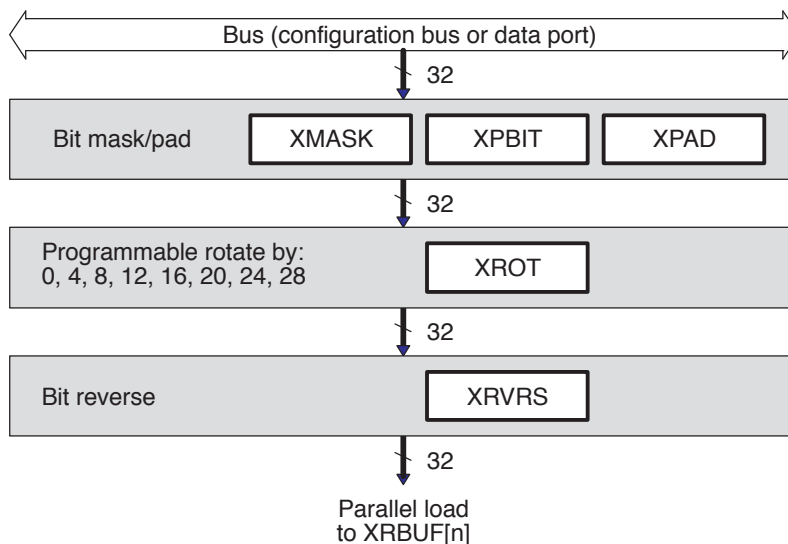 Bus (configuration bus or data port)
32
Bit mask/pad XMASK XPBIT XPAD
32
Programmable rotate by:
0, 4, 8, 12, 16, 20, 24, 28
XROT
32
Bit reverse XRVRS
32
Parallel load
to XRBUF[n]